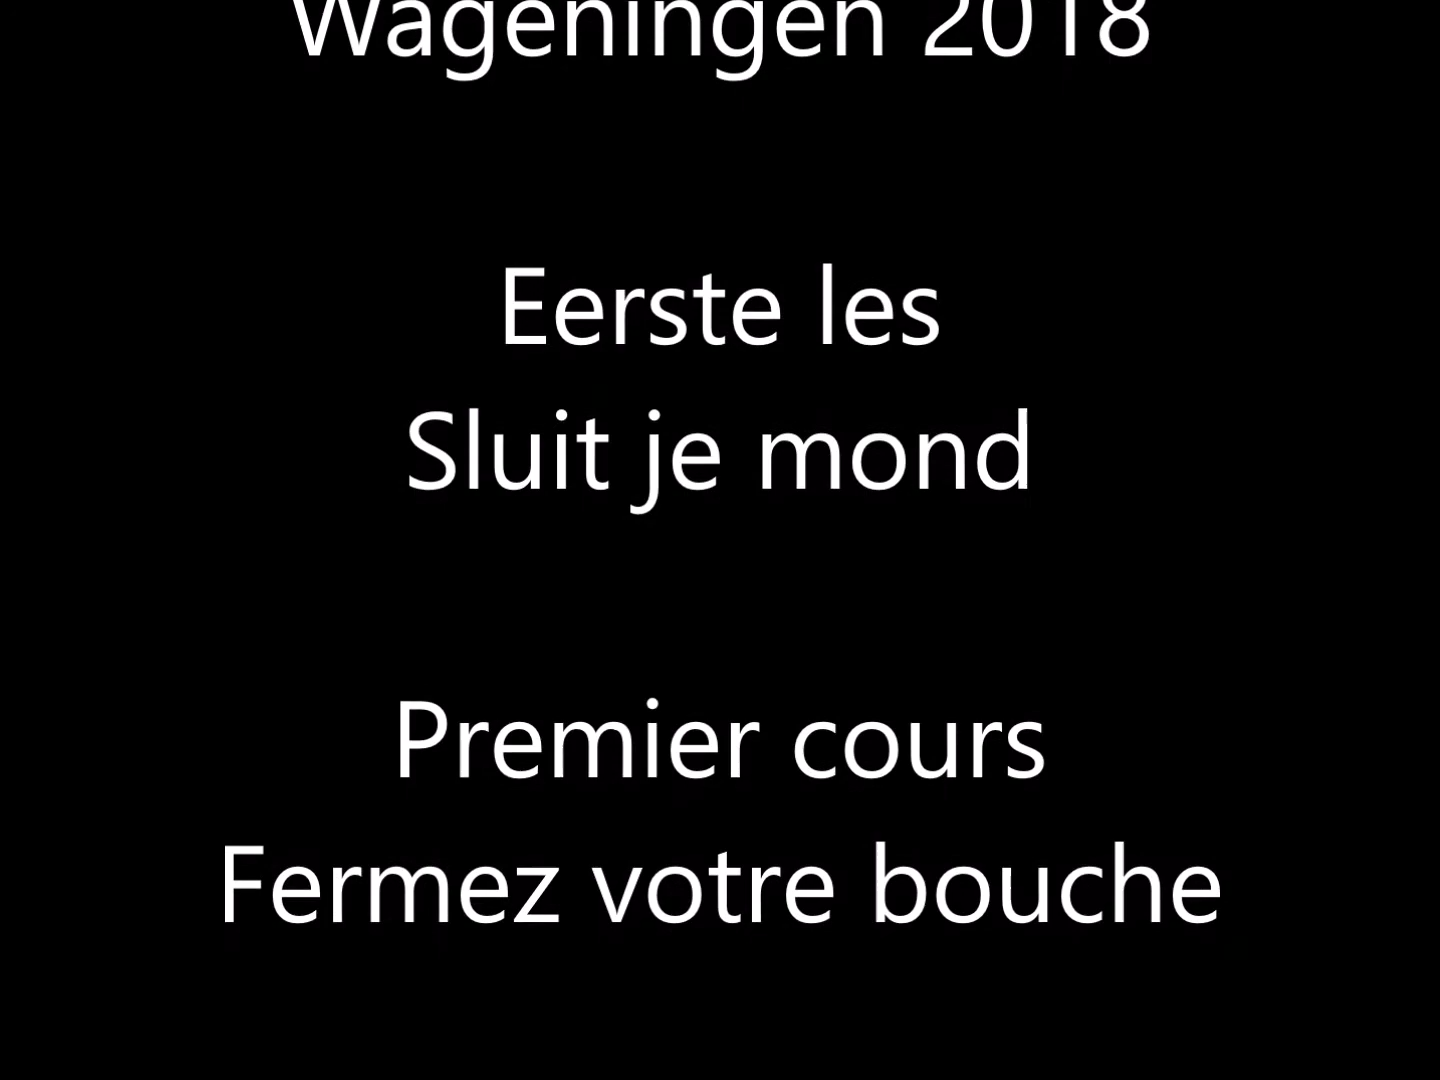 Wageningen 2018
Eerste les
Sluit je mond
Premier cours
Fermez votre bouche